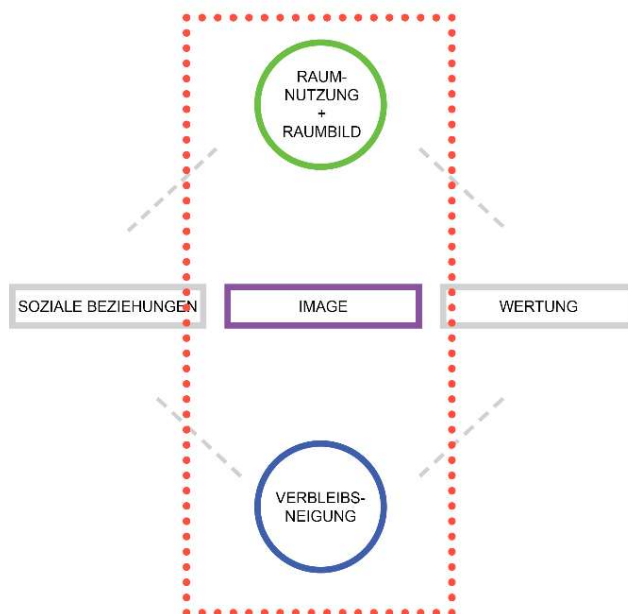 RAUM-
NUTZUNG
+
RAUMBILD
SOZIALE BEZIEHUNGEN
IMAGE
WERTUNG
VERBLEIBS-
NEIGUNG